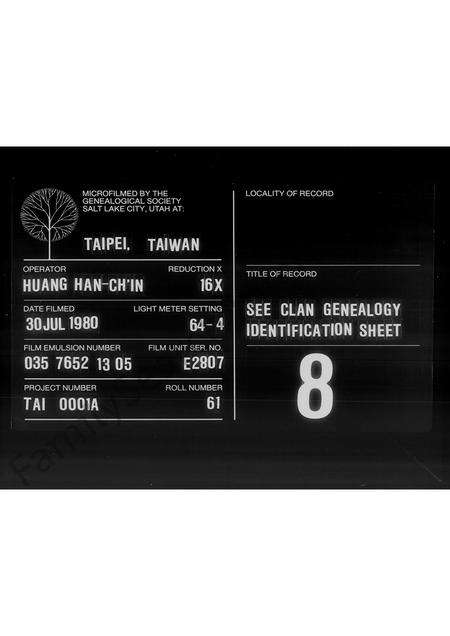 MICROFILMED BY THE
GENEALOGICAL SOCIETY
SALT LAKE CITY, UTAH AT:
TAIPEI, TAIWAN
OPERATOR REDUCTION X
HUANG HAN-CH'IN 16X
DATE FILMED LIGHT METER SETTING
30 JUL 1980 64-4
FILM EMULSION NUMBER FILM UNIT SER. NO.
035 7652 13 05 E2807
PROJECT NUMBER ROLL NUMBER
TAI 0001A 61
LOCALITY OF RECORD
TITLE OF RECORD
SEE CLAN GENEALOGY
IDENTIFICATION SHEET
8
Family